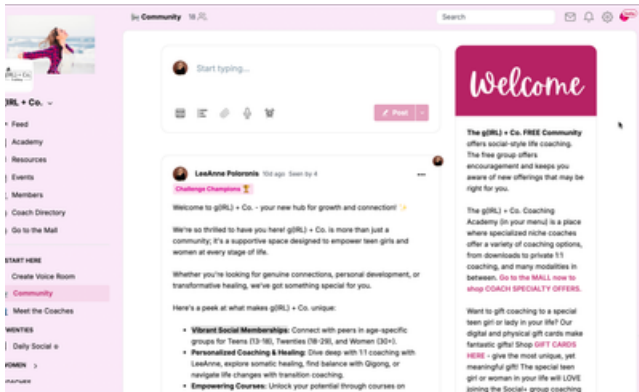 Community 18
Search
g(IRL) + Co.
IRL + Co.
Feed
Academy
Resources
Events
Members
Coach Directory
Go to the Mall
START HERE
Create Voice Room
Community
Meet the Coaches
TWENTIES
Daily Social
Start typing...
Post
LeeAnne Poloronis 10d ago Seen by 4
Challenge Champions 🏆
Welcome to g(IRL) + Co. - your new hub for growth and connection! ✨
We're so thrilled to have you here! g(IRL) + Co. is more than just a
community; it's a supportive space designed to empower teen girls and
women at every stage of life.
Whether you're looking for genuine connections, personal development, or
transformative healing, we've got something special for you.
Here's a peek at what makes g(IRL) + Co. unique:
• Vibrant Social Memberships: Connect with peers in age-specific
groups for Teens (13-18), Twenties (18-29), and Women (30+).
• Personalized Coaching & Healing: Dive deep with 1:1 coaching with
LeeAnne, explore somatic healing, find balance with Qigong, or
navigate life changes with transition coaching.
• Empowering Courses: Unlock your potential through courses on
Welcome
The g(IRL) + Co. FREE Community
offers social-style life coaching.
The free group offers
encouragement and keeps you
aware of new offerings that may be
right for you.
The g(IRL) + Co. Coaching
Academy (in your menu) is a place
where specialized niche coaches
offer a variety of coaching options,
from downloads to private 1:1
coaching, and many modalities in
between. Go to the MALL now to
shop COACH SPECIALTY OFFERS.
Want to gift coaching to a special
teen girl or lady in your life? Our
digital and physical gift cards make
fantastic gifts! Shop GIFT CARDS
HERE - give the most unique, yet
meaningful gift! The special teen
girl or woman in your life will LOVE
joining the Social+ group coaching